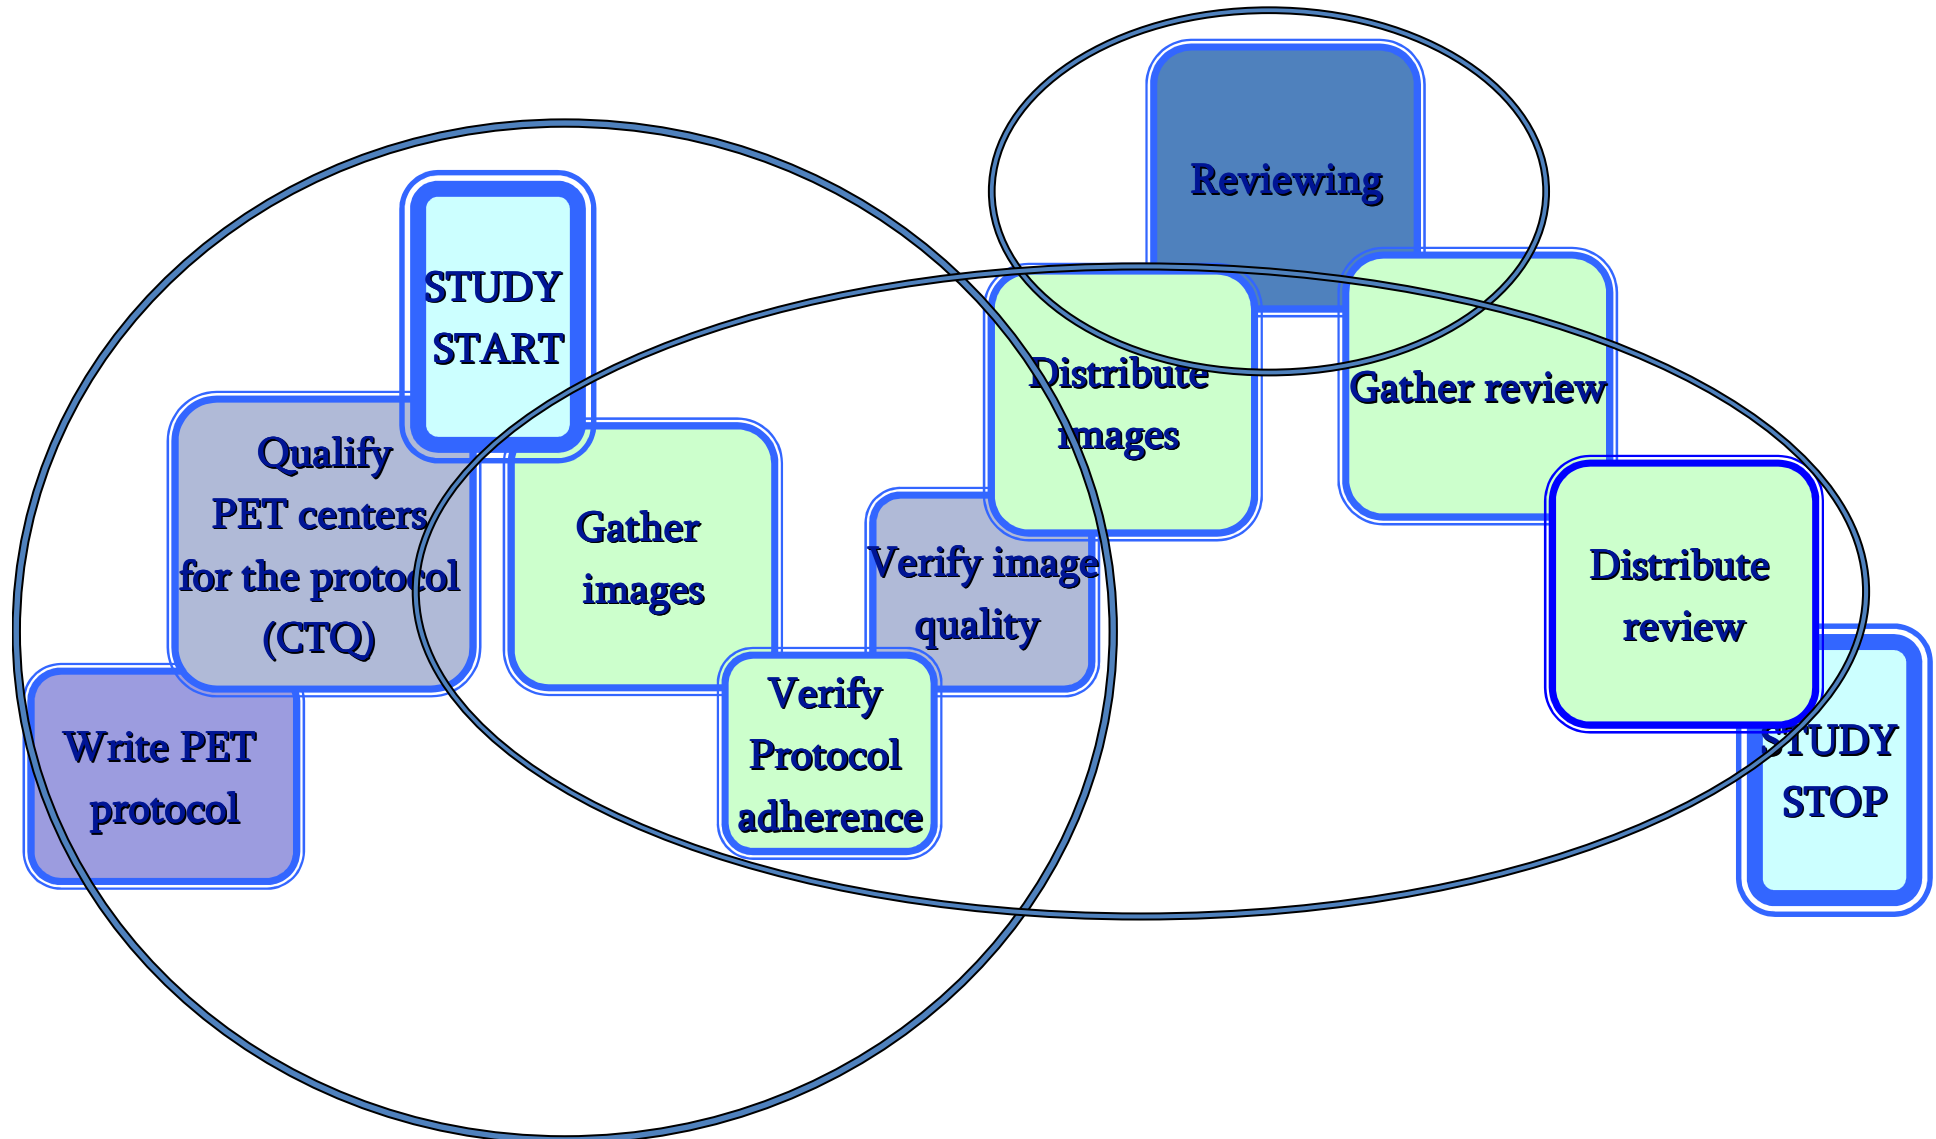 Write PET
protocol
Qualify
PET centers
for the protocol
(CTQ)
STUDY
START
Gather
images
Verify
Protocol
adherence
Verify image
quality
Distribute
images
Reviewing
Gather review
Distribute
review
STUDY
STOP